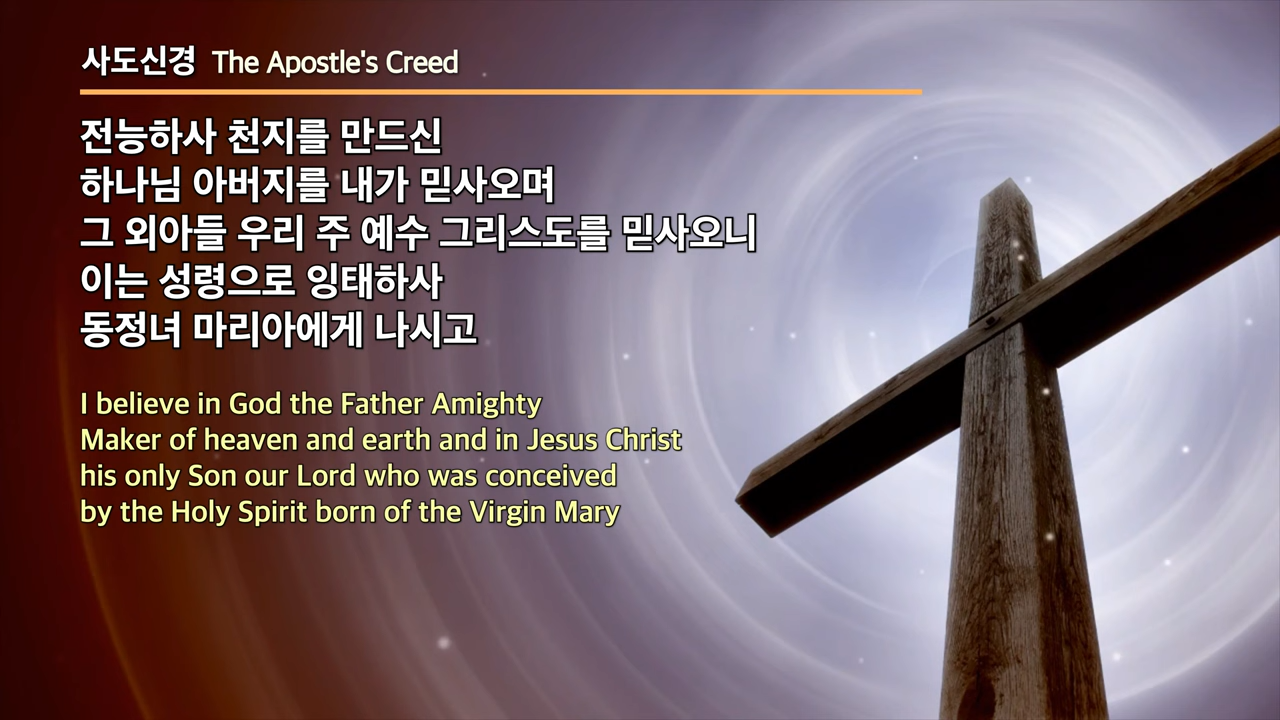 사도신경 The Apostle's Creed
전능하사 천지를 만드신
하나님 아버지를 내가 믿사오며
그 외아들 우리 주 예수 그리스도를 믿사오니
이는 성령으로 잉태하사
동정녀 마리아에게 나시고
I believe in God the Father Amighty
Maker of heaven and earth and in Jesus Christ
his only Son our Lord who was conceived
by the Holy Spirit born of the Virgin Mary